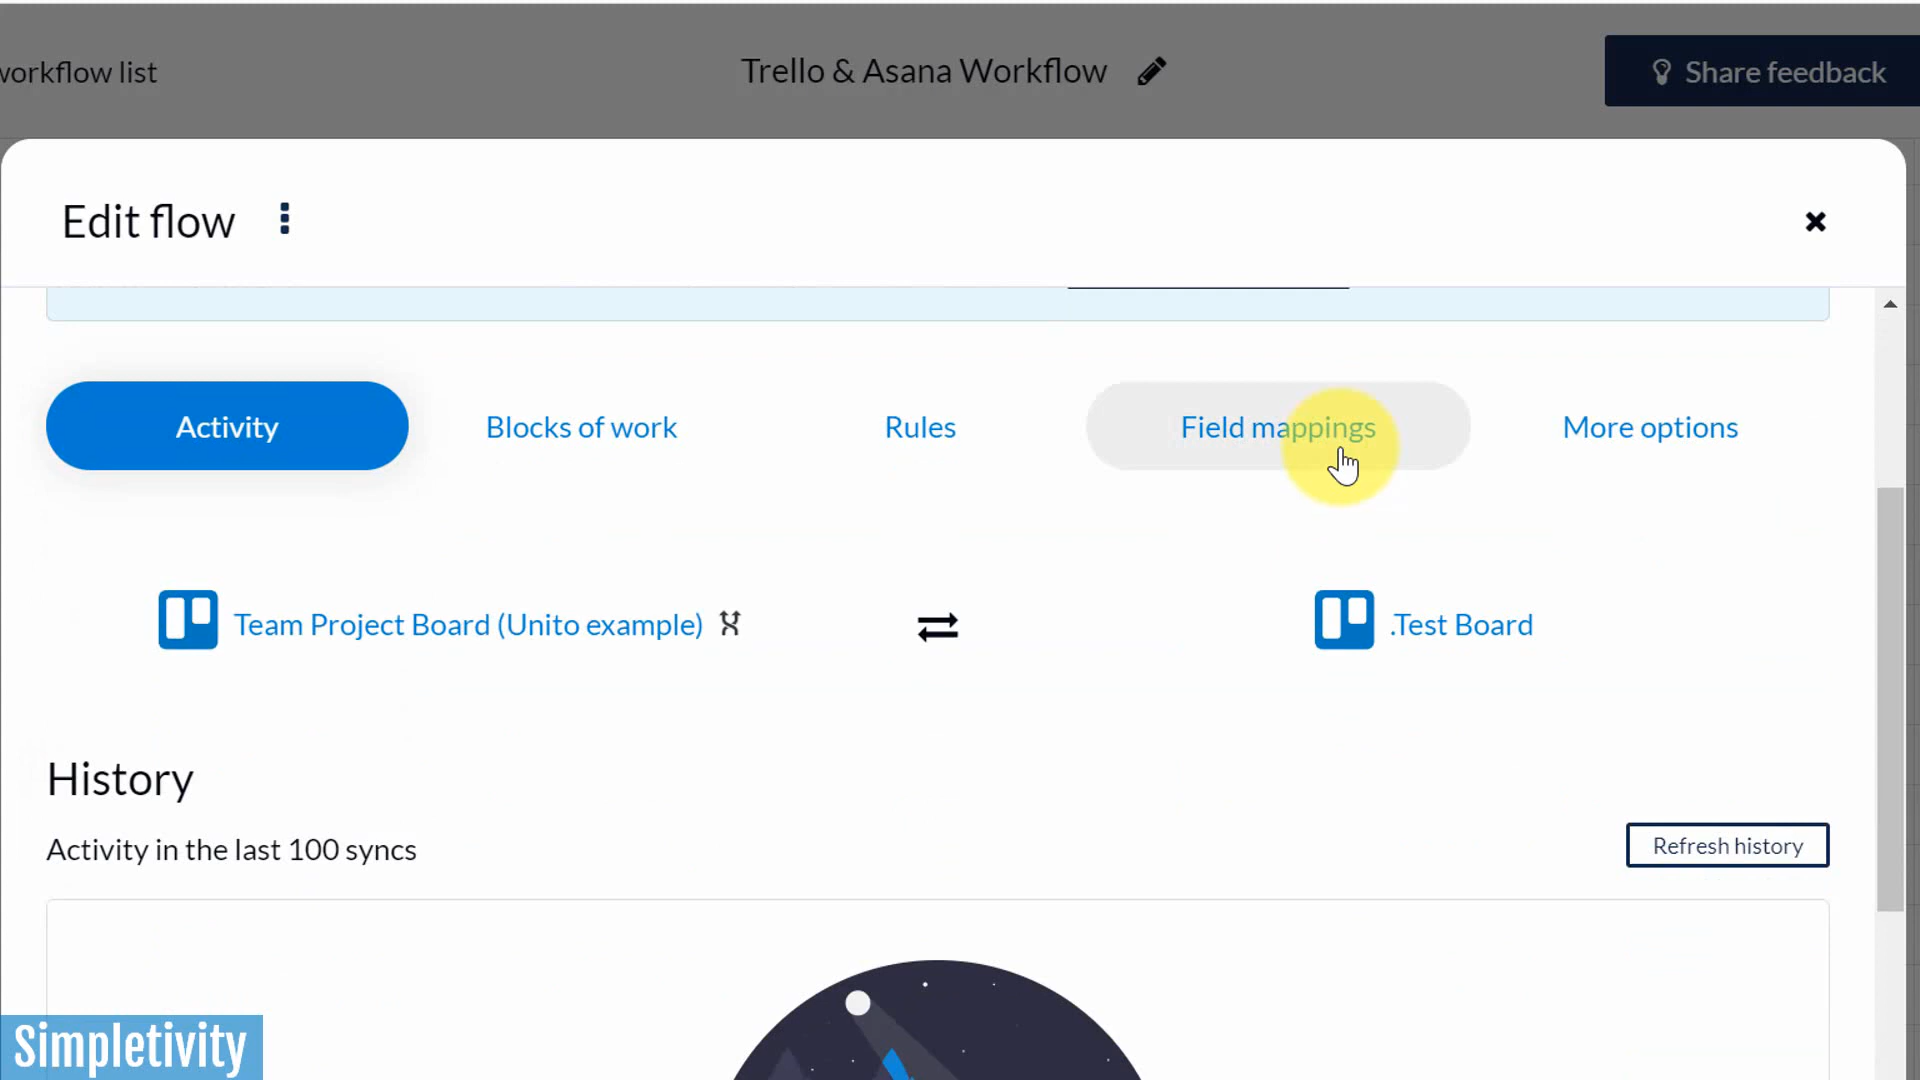 workflow list
Trello & Asana Workflow
Share feedback
Edit flow
Activity
Blocks of work
Rules
Field mappings
More options
Team Project Board (Unito example)
.Test Board
History
Activity in the last 100 syncs
Refresh history
Simpletivity